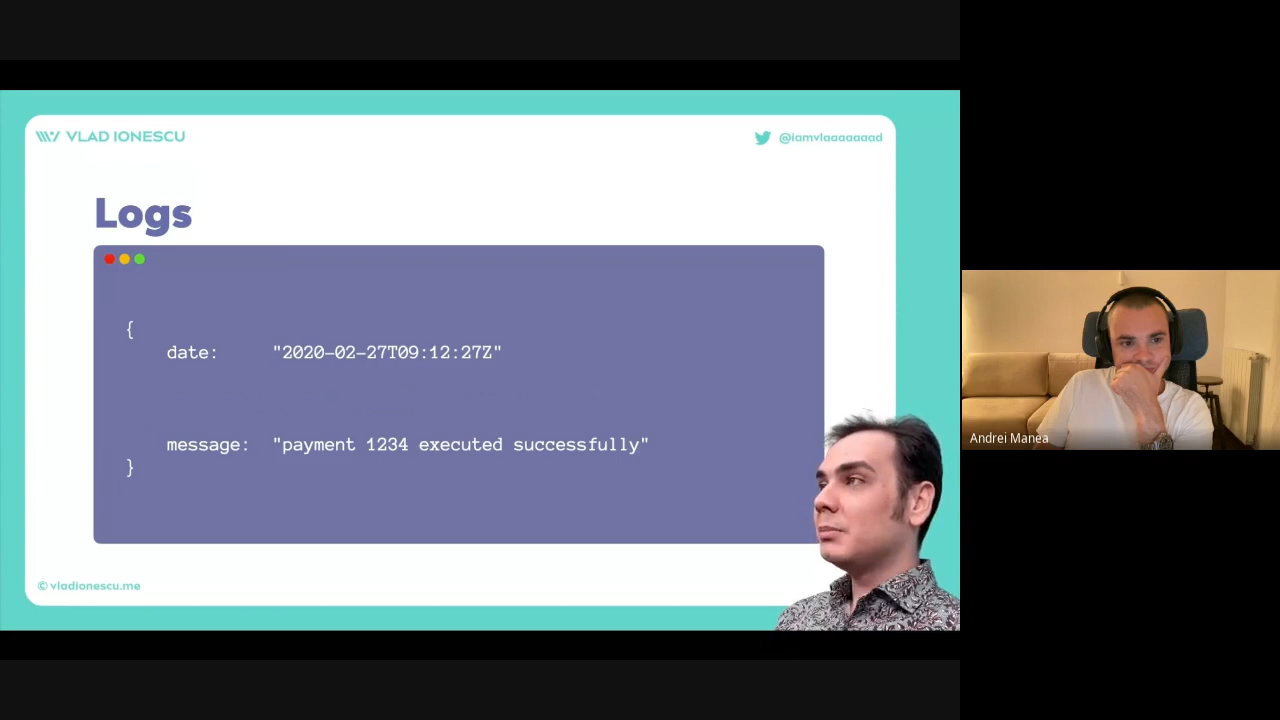 VLAD IONESCU
@iamvlaaaaaaad
Logs
{
date: "2020-02-27T09:12:27Z"
message: "payment 1234 executed successfully"
}
© vladionescu.me
Andrei Manea